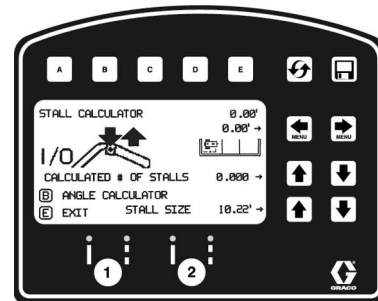 A B C D E
STALL CALCULATOR 0.00'
0.00' →
I/O
CALCULATED # OF STALLS 0.000 →
B ANGLE CALCULATOR
E EXIT STALL SIZE 10.22' →
MENU MENU
1 2
GRACO